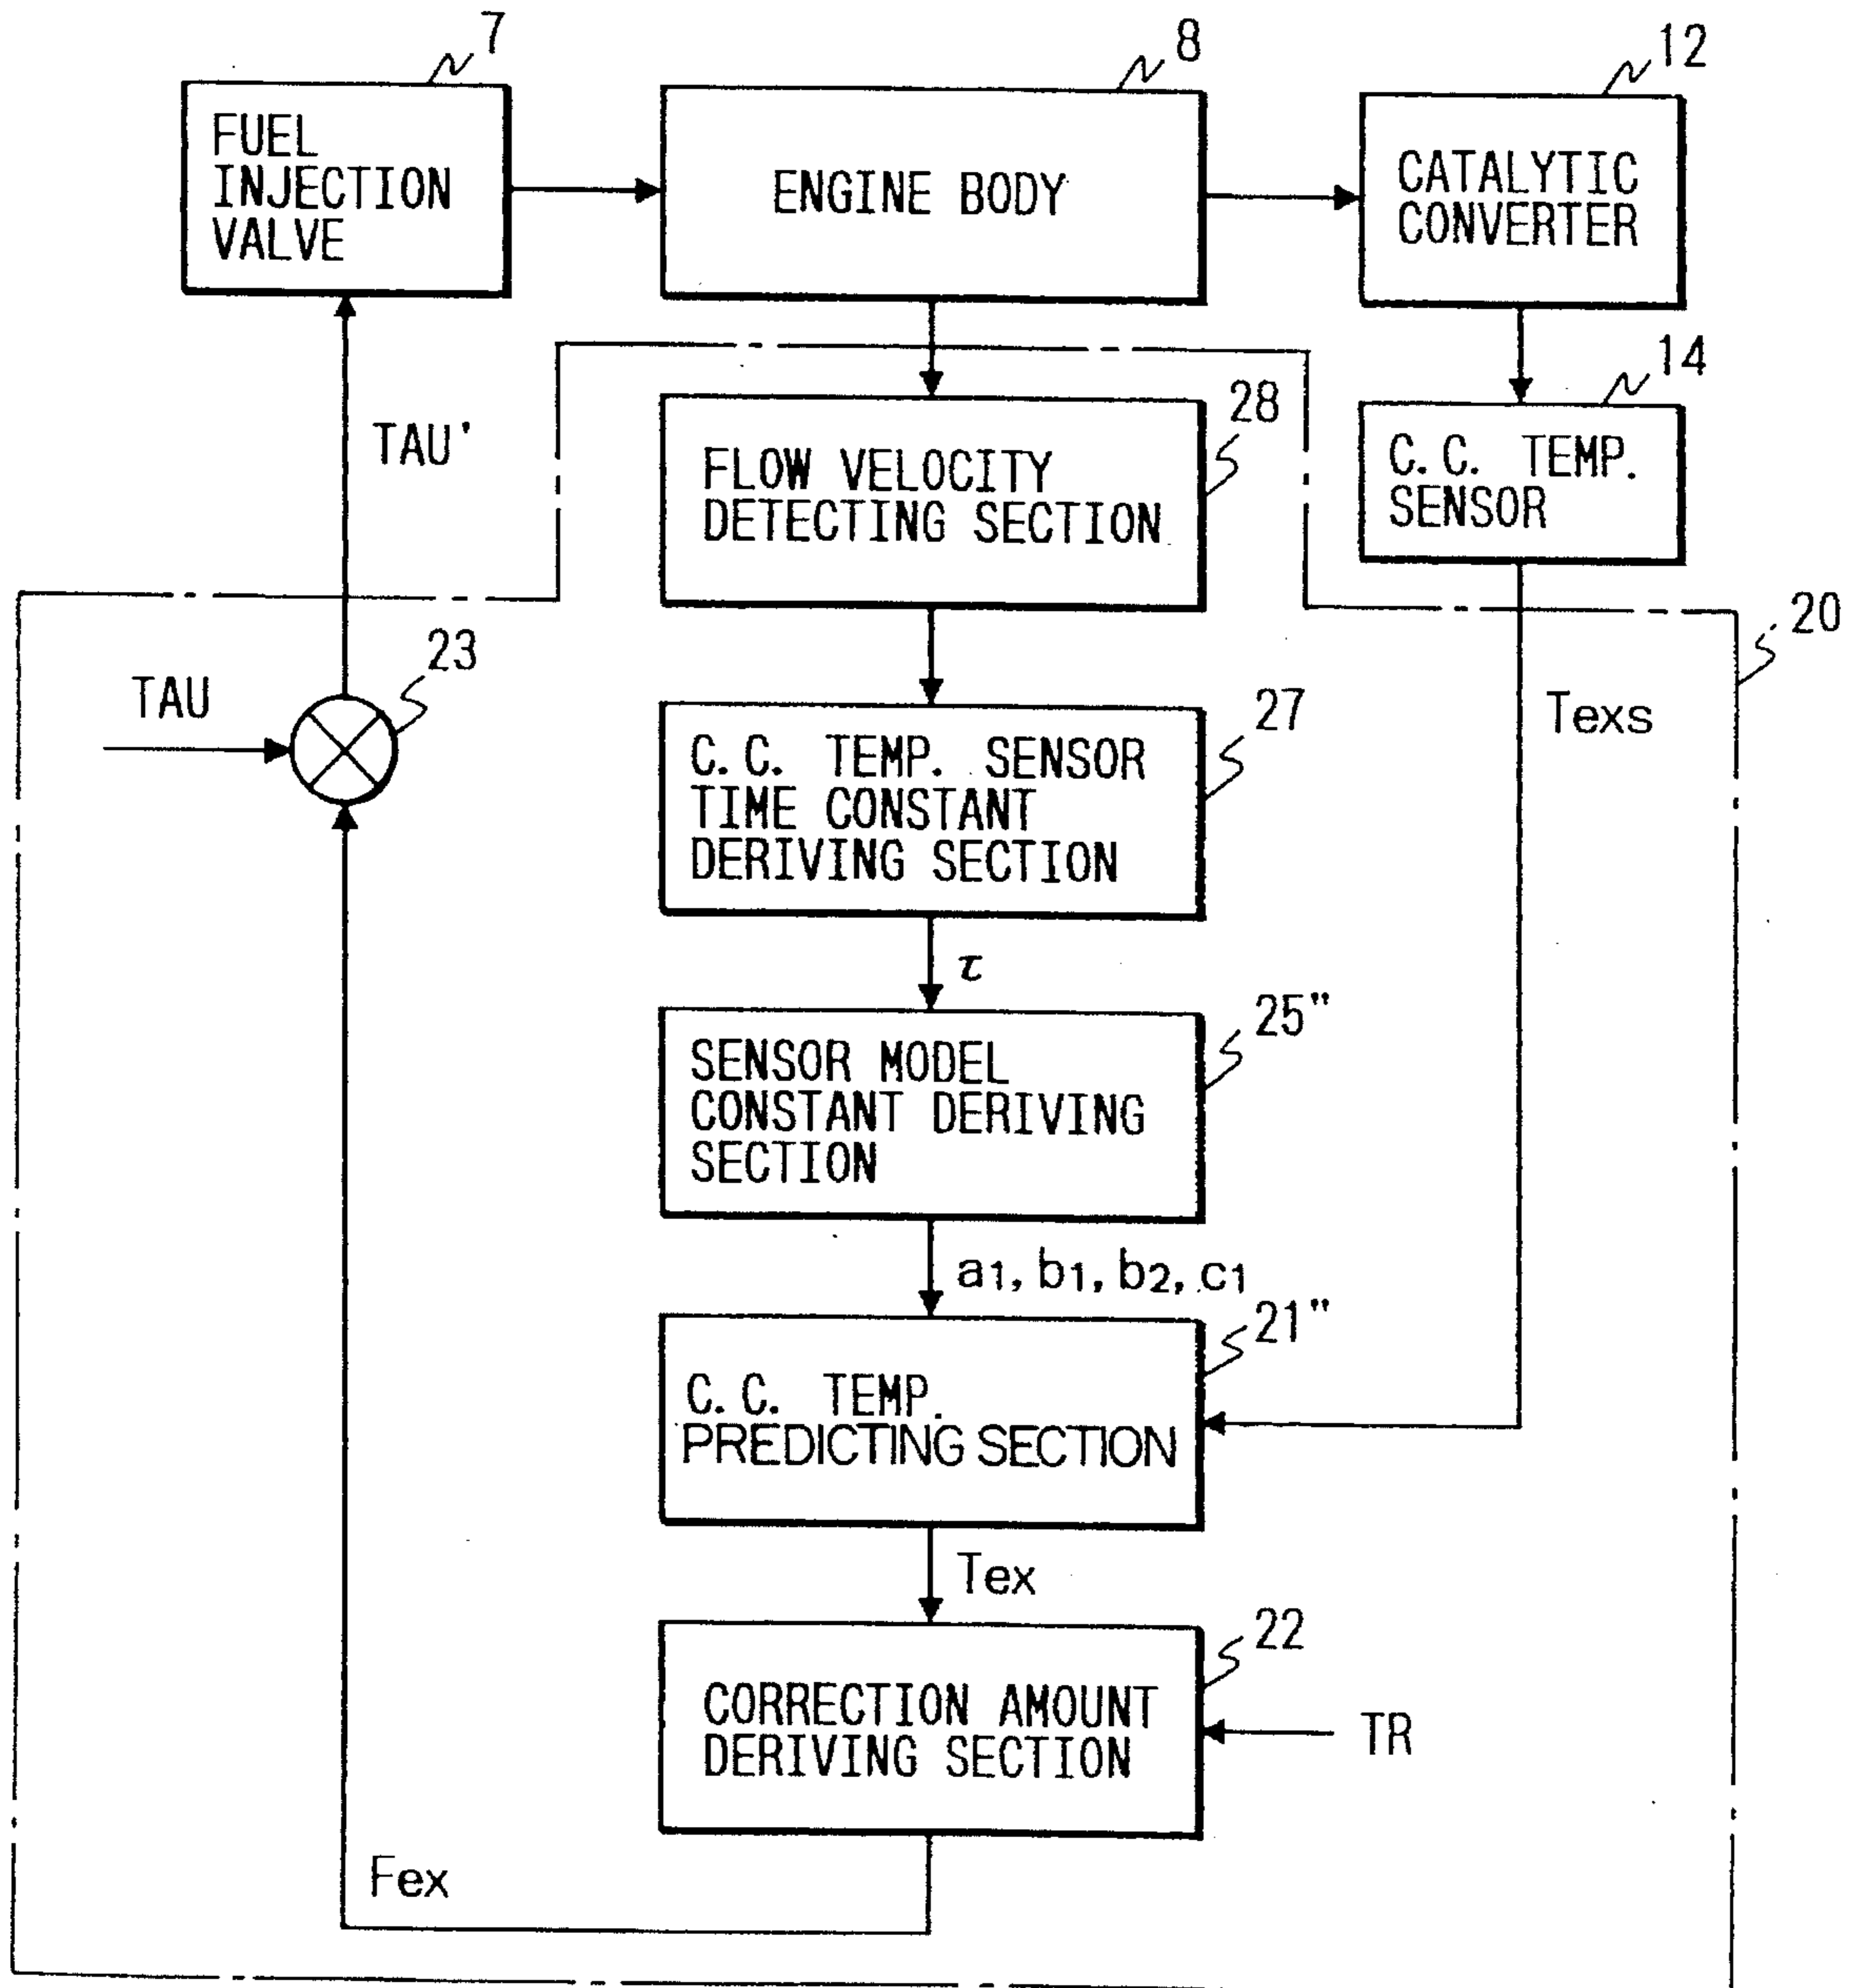 7
8
12
FUEL
INJECTION
VALVE
ENGINE BODY
CATALYTIC
CONVERTER
14
28
TAU'
FLOW VELOCITY
DETECTING SECTION
C.C. TEMP.
SENSOR
20
23
TAU
27
Texs
C.C. TEMP. SENSOR
TIME CONSTANT
DERIVING SECTION
τ
25"
SENSOR MODEL
CONSTANT DERIVING
SECTION
a1, b1, b2, c1
21"
C.C. TEMP.
PREDICTING SECTION
Tex
22
CORRECTION AMOUNT
DERIVING SECTION
TR
Fex